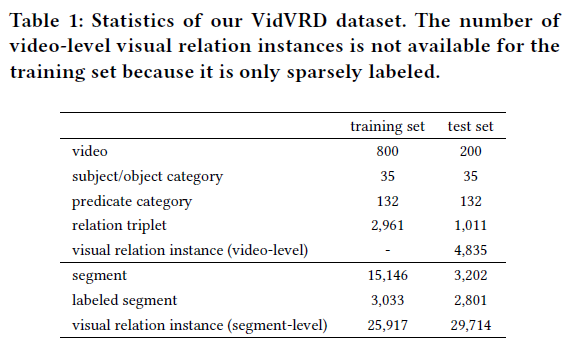 Table 1: Statistics of our VidVRD dataset. The number of
video-level visual relation instances is not available for the
training set because it is only sparsely labeled.
training set test set
video 800 200
subject/object category 35 35
predicate category 132 132
relation triplet 2,961 1,011
visual relation instance (video-level) - 4,835
segment 15,146 3,202
labeled segment 3,033 2,801
visual relation instance (segment-level) 25,917 29,714